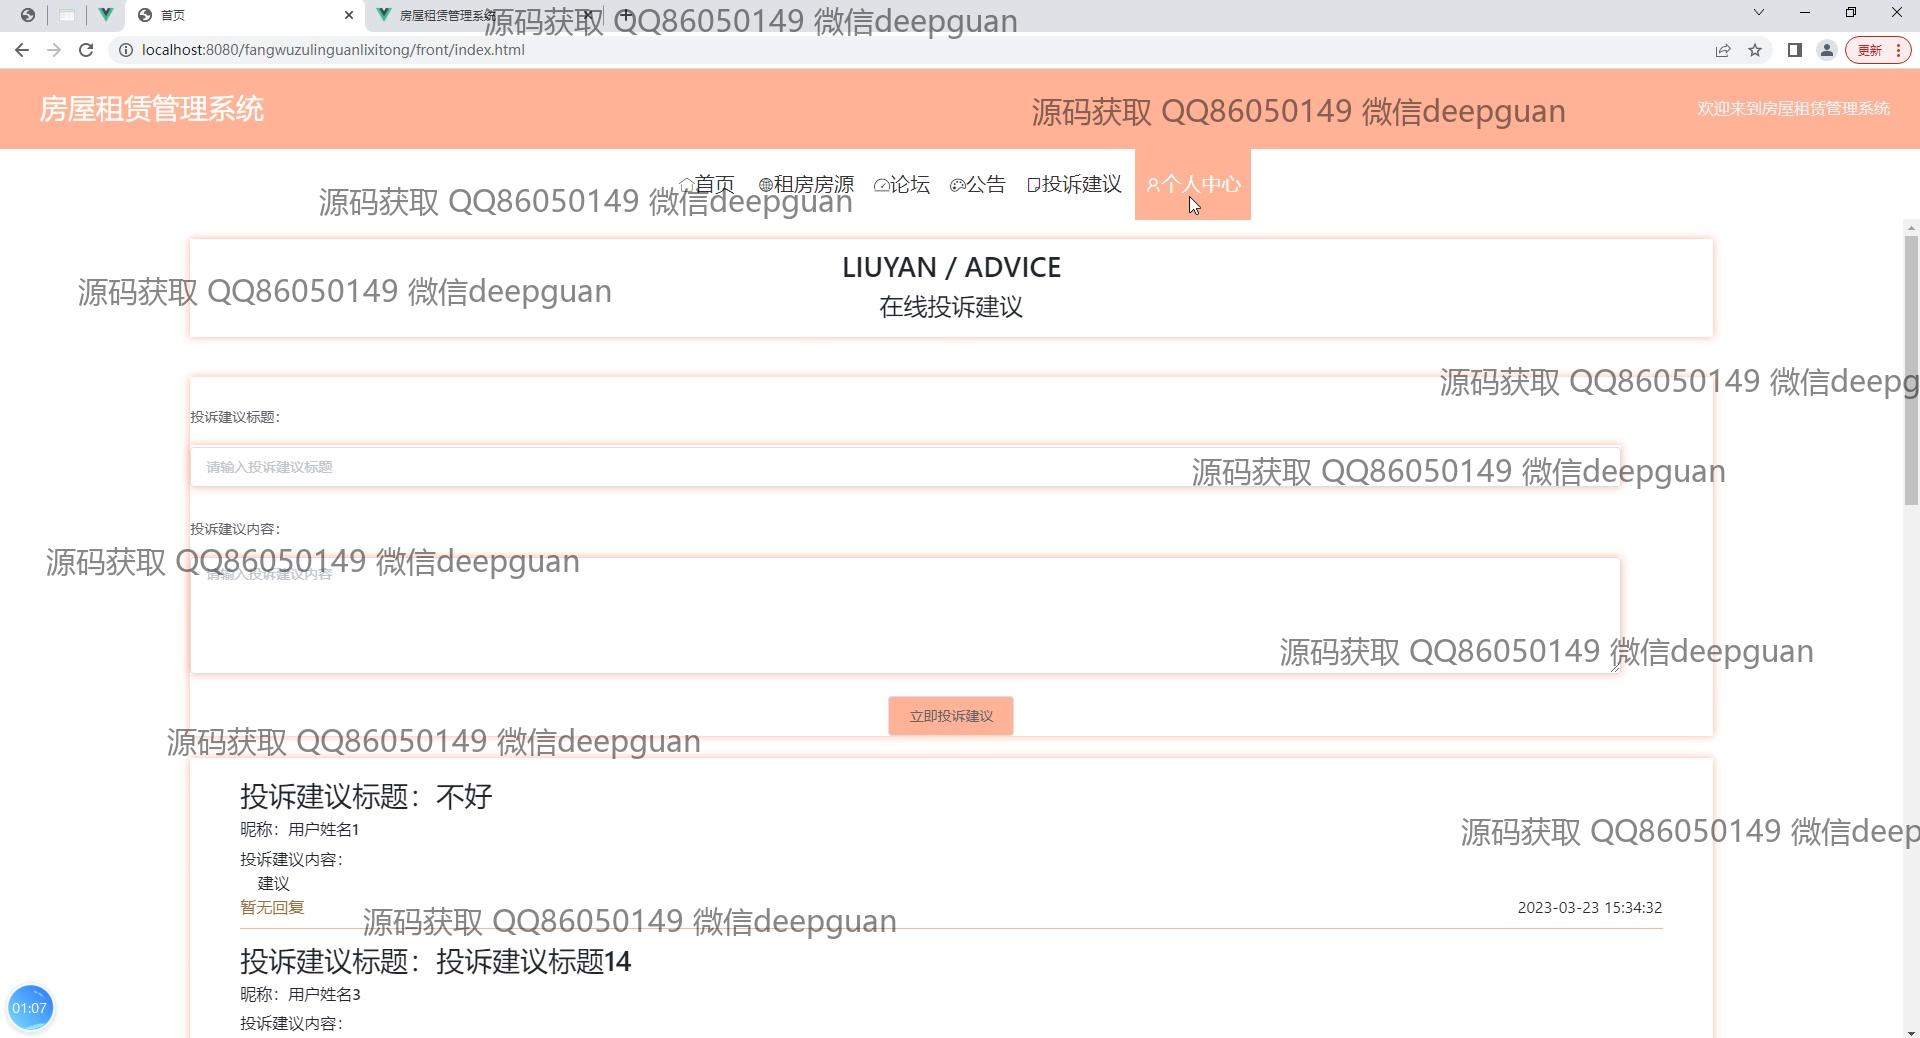 首页
房屋租赁管理系统
源码获取 QQ86050149 微信deepguan
localhost:8080/fangwuzulinguanlixitong/front/index.html
更新
房屋租赁管理系统
源码获取 QQ86050149 微信deepguan
欢迎来到房屋租赁管理系统
首页 租房房源 论坛 公告 投诉建议 个人中心
源码获取 QQ86050149 微信deepguan
LIUYAN / ADVICE
源码获取 QQ86050149 微信deepguan
在线投诉建议
源码获取 QQ86050149 微信deepg
投诉建议标题：
请输入投诉建议标题
源码获取 QQ86050149 微信deepguan
投诉建议内容：
源码获取 QQ86050149 微信deepguan
请输入投诉建议内容
源码获取 QQ86050149 微信deepguan
立即投诉建议
源码获取 QQ86050149 微信deepguan
投诉建议标题：不好
昵称：用户姓名1
源码获取 QQ86050149 微信deep
投诉建议内容：
建议
暂无回复
2023-03-23 15:34:32
源码获取 QQ86050149 微信deepguan
投诉建议标题：投诉建议标题14
昵称：用户姓名3
01:07
投诉建议内容：